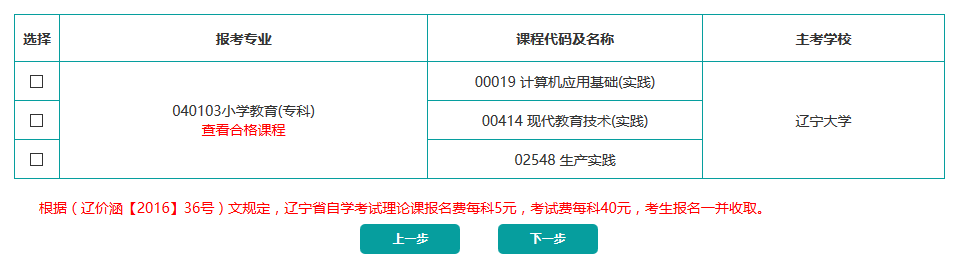 选择 报考专业 课程代码及名称 主考学校
00019 计算机应用基础(实践)
040103小学教育(专科)
查看合格课程
00414 现代教育技术(实践)
辽宁大学
02548 生产实践
根据（辽价涵【2016】36号）文规定，辽宁省自学考试理论课报名费每科5元，考试费每科40元，考生报名一并收取。
上一步 下一步